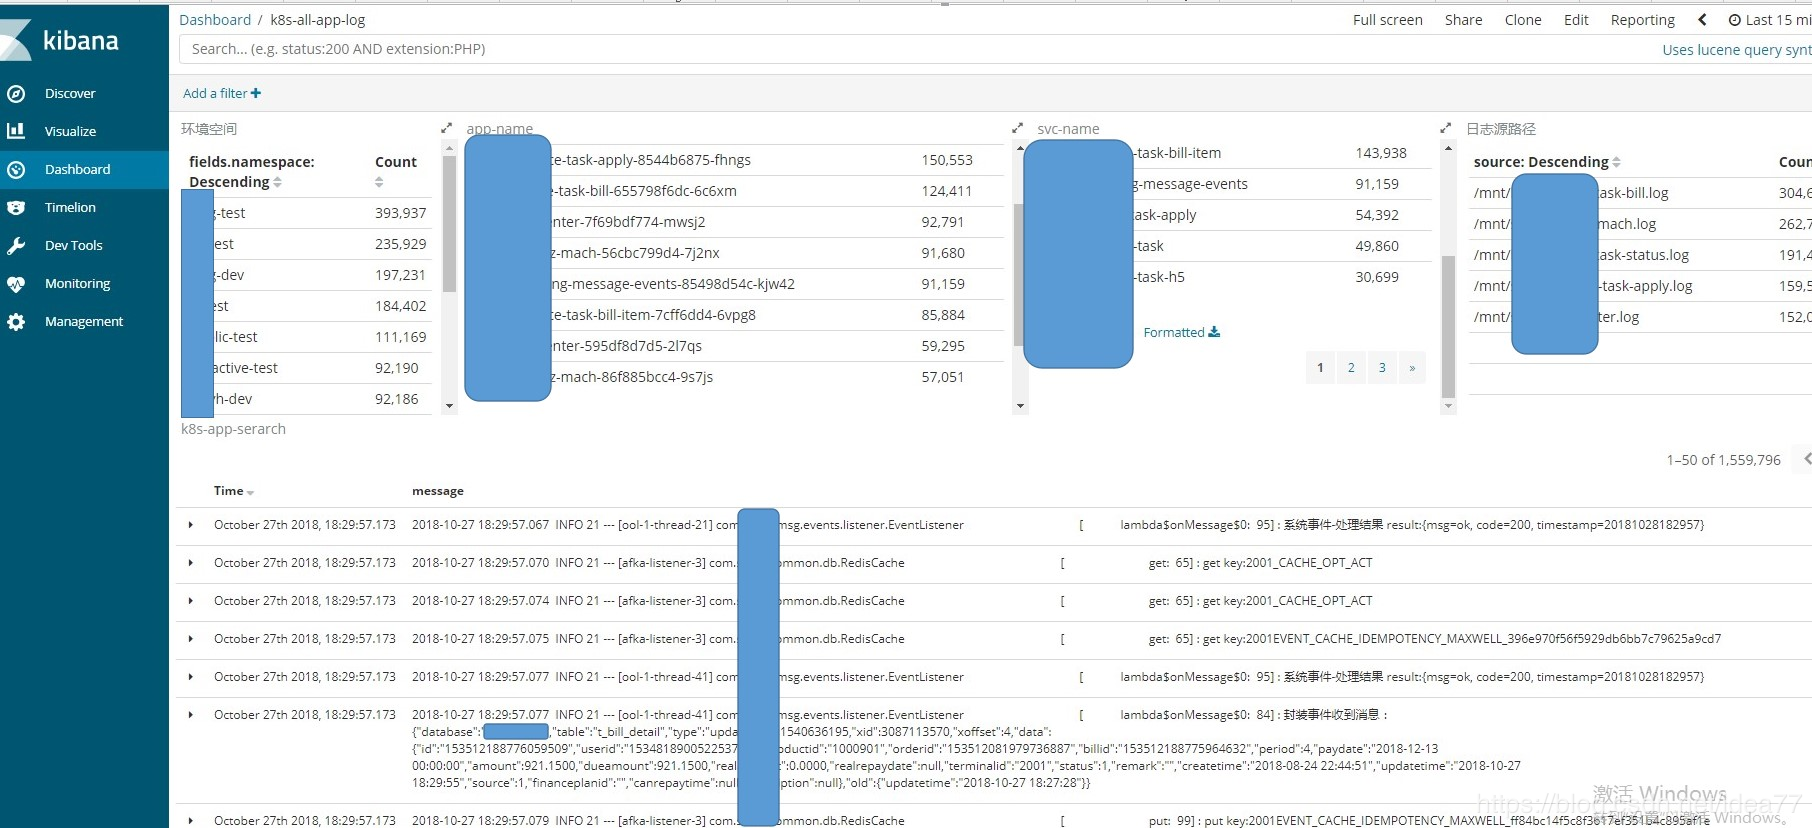 kibana
Discover
Visualize
Dashboard
Timelion
Dev Tools
Monitoring
Management
Dashboard / k8s-all-app-log
Full screen Share Clone Edit Reporting Last 15 mi
Search... (e.g. status:200 AND extension:PHP)
Uses lucene query synt
Add a filter
环境空间
fields.namespace: Descending Count
-test 393,937
est 235,929
-dev 197,231
est 184,402
lic-test 111,169
active-test 92,190
h-dev 92,186
app-name
e-task-apply-8544b6875-fhngs 150,553
-task-bill-655798f6dc-6c6xm 124,411
nter-7f69bdf774-mwsj2 92,791
z-mach-56cbc799d4-7j2nx 91,680
ng-message-events-85498d54c-kjw42 91,159
e-task-bill-item-7cff6dd4-6vpg8 85,884
nter-595df8d7d5-2l7qs 59,295
z-mach-86f885bcc4-9s7js 57,051
svc-name
-task-bill-item 143,938
g-message-events 91,159
ask-apply 54,392
-task 49,860
-task-h5 30,699
Formatted
1 2 3 »
日志源路径
source: Descending Coun
/mnt/ ask-bill.log 304,6
/mnt/ mach.log 262,7
/mnt/ ask-status.log 191,4
/mnt/ -task-apply.log 159,5
/mnt/ ter.log 152,0
k8s-app-serarch
1–50 of 1,559,796
Time message
October 27th 2018, 18:29:57.173 2018-10-27 18:29:57.067 INFO 21 --- [ool-1-thread-21] com msg.events.listener.EventListener [ lambda$onMessage$0: 95] : 系统事件-处理结果 result:{msg=ok, code=200, timestamp=20181028182957}
October 27th 2018, 18:29:57.173 2018-10-27 18:29:57.070 INFO 21 --- [afka-listener-3] com. ommon.db.RedisCache [ get: 65] : get key:2001_CACHE_OPT_ACT
October 27th 2018, 18:29:57.173 2018-10-27 18:29:57.074 INFO 21 --- [afka-listener-3] com. ommon.db.RedisCache [ get: 65] : get key:2001_CACHE_OPT_ACT
October 27th 2018, 18:29:57.173 2018-10-27 18:29:57.075 INFO 21 --- [afka-listener-3] com. ommon.db.RedisCache [ get: 65] : get key:2001EVENT_CACHE_IDEMPOTENCY_MAXWELL_396e970f56f5929db6bb7c79625a9cd7
October 27th 2018, 18:29:57.173 2018-10-27 18:29:57.077 INFO 21 --- [ool-1-thread-41] com msg.events.listener.EventListener [ lambda$onMessage$0: 95] : 系统事件-处理结果 result:{msg=ok, code=200, timestamp=20181028182957}
October 27th 2018, 18:29:57.173 2018-10-27 18:29:57.077 INFO 21 --- [ool-1-thread-41] com msg.events.listener.EventListener [ lambda$onMessage$0: 84] : 封装事件收到消息：
{"database":" ,"table":"t_bill_detail","type":"upda 1540636195,"xid":3087113570,"xoffset":4,"data":
{"id":"153512188776059509","userid":"1534818900522537 oductid":"1000901","orderid":"153512081979736887","billid":"153512188775964632","period":4,"paydate":"2018-12-13
00:00:00","amount":921.1500,"dueamount":921.1500,"real :0.0000,"realrepaydate":null,"terminalid":"2001","status":1,"remark":"","createtime":"2018-08-24 22:44:51","updatetime":"2018-10-27
18:29:55","source":1,"financeplanid":"","canrepaytime":null ption":null},"old":{"updatetime":"2018-10-27 18:27:28"}}
October 27th 2018, 18:29:57.173 2018-10-27 18:29:57.079 INFO 21 --- [afka-listener-3] com. ommon.db.RedisCache [ put: 99] : put key:2001EVENT_CACHE_IDEMPOTENCY_MAXWELL_ff84bc14f5c8f3617ef351b4c895af1e
激活 Windows